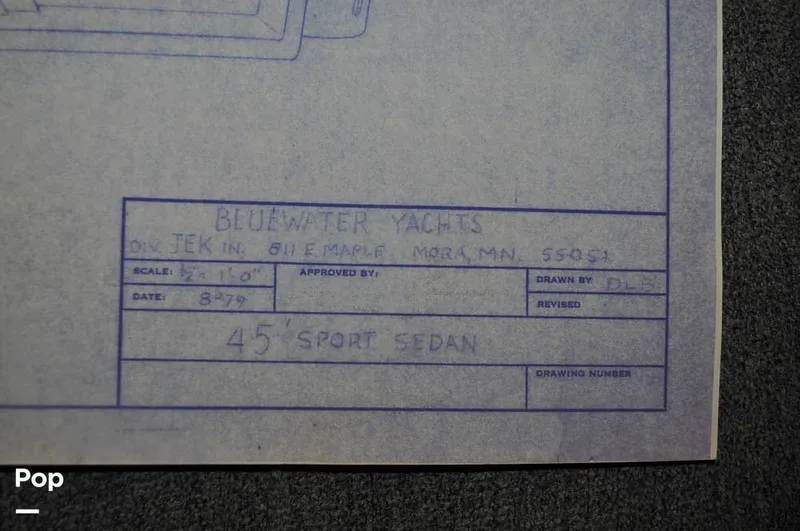 BLUEWATER YACHTS
DIV. JEK IN. 811 E. MAPLE MORA, MN. 55051
SCALE: ½"= 1'-0"
APPROVED BY:
DRAWN BY DLB
DATE: 8-79
REVISED
45' SPORT SEDAN
DRAWING NUMBER
Pop